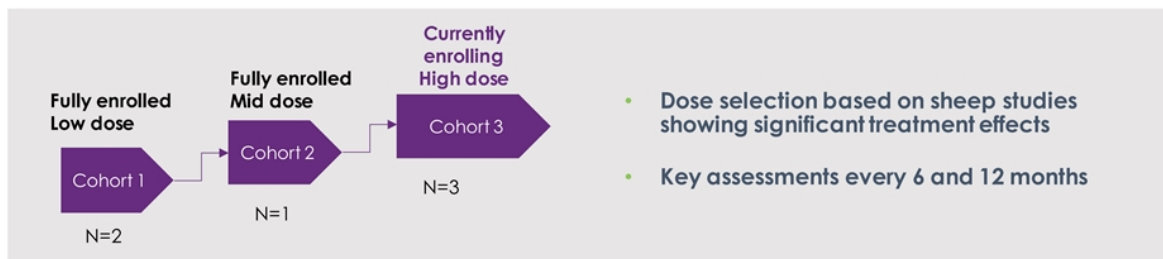 Fully enrolled
Low dose
Cohort 1
N=2
Fully enrolled
Mid dose
Cohort 2
N=1
Currently
enrolling
High dose
Cohort 3
N=3
• Dose selection based on sheep studies
showing significant treatment effects
• Key assessments every 6 and 12 months